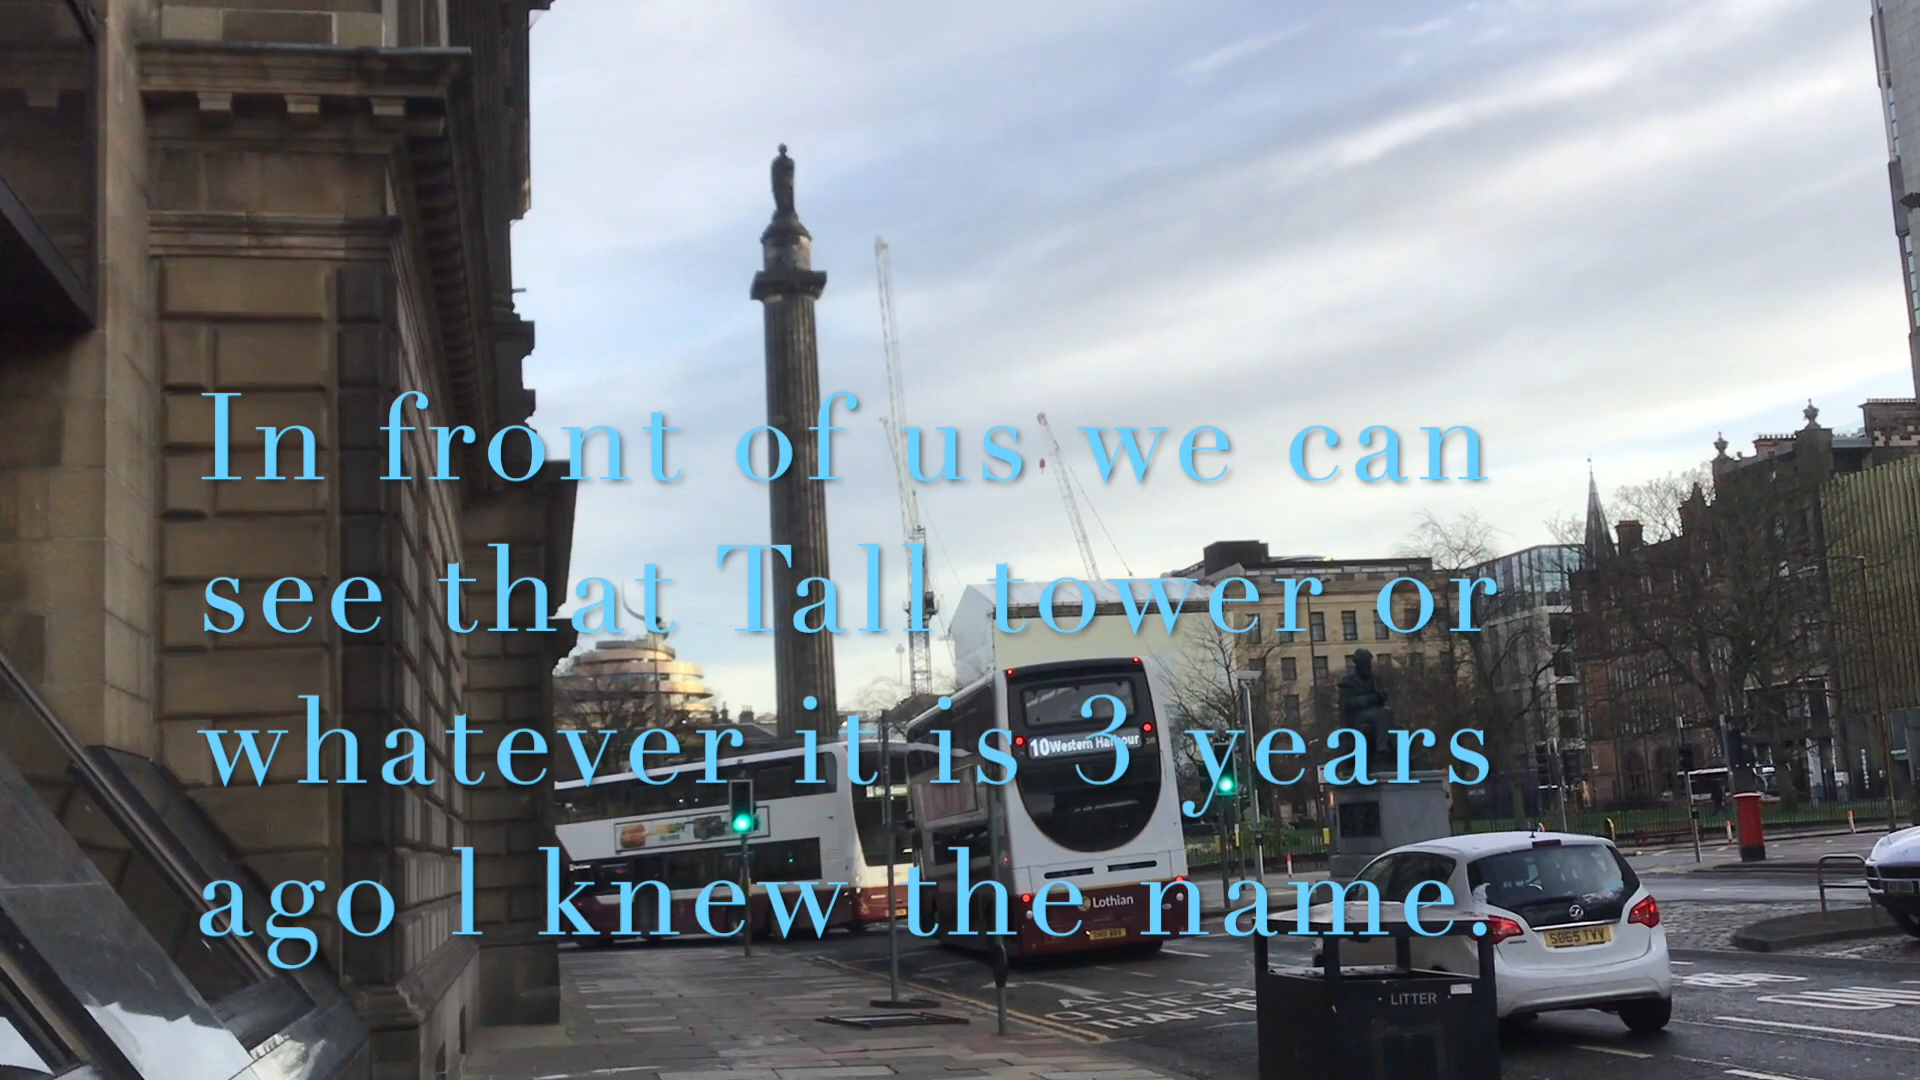 In front of us we can
see that Tall tower or
whatever it is 3 years
ago I knew the name.
10 Western Harbour
Lothian
LITTER
SO65 TVV